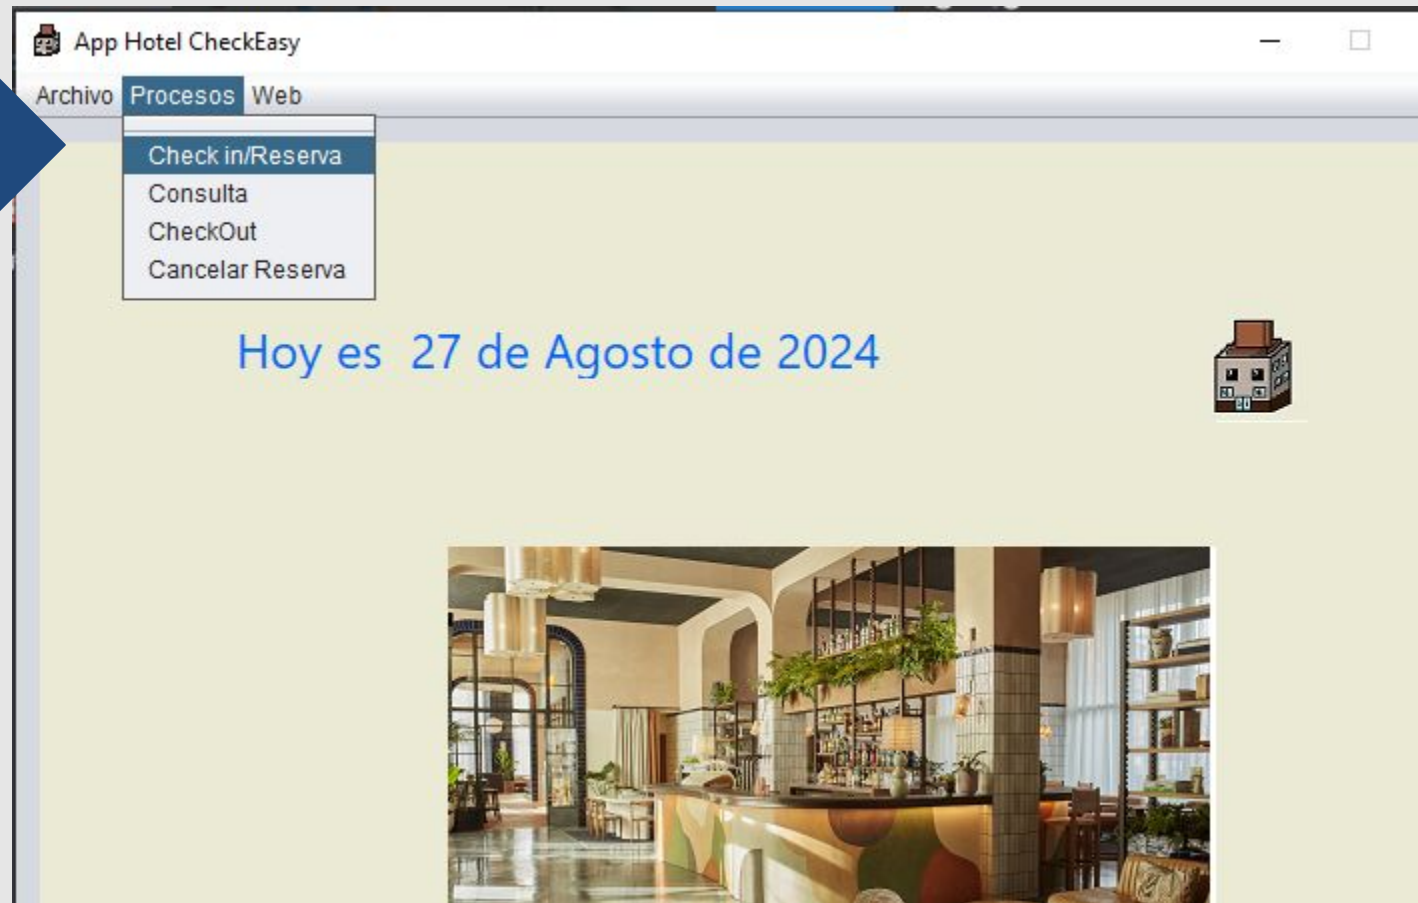 App Hotel CheckEasy
Archivo Procesos Web
Check in/Reserva
Consulta
CheckOut
Cancelar Reserva
Hoy es 27 de Agosto de 2024